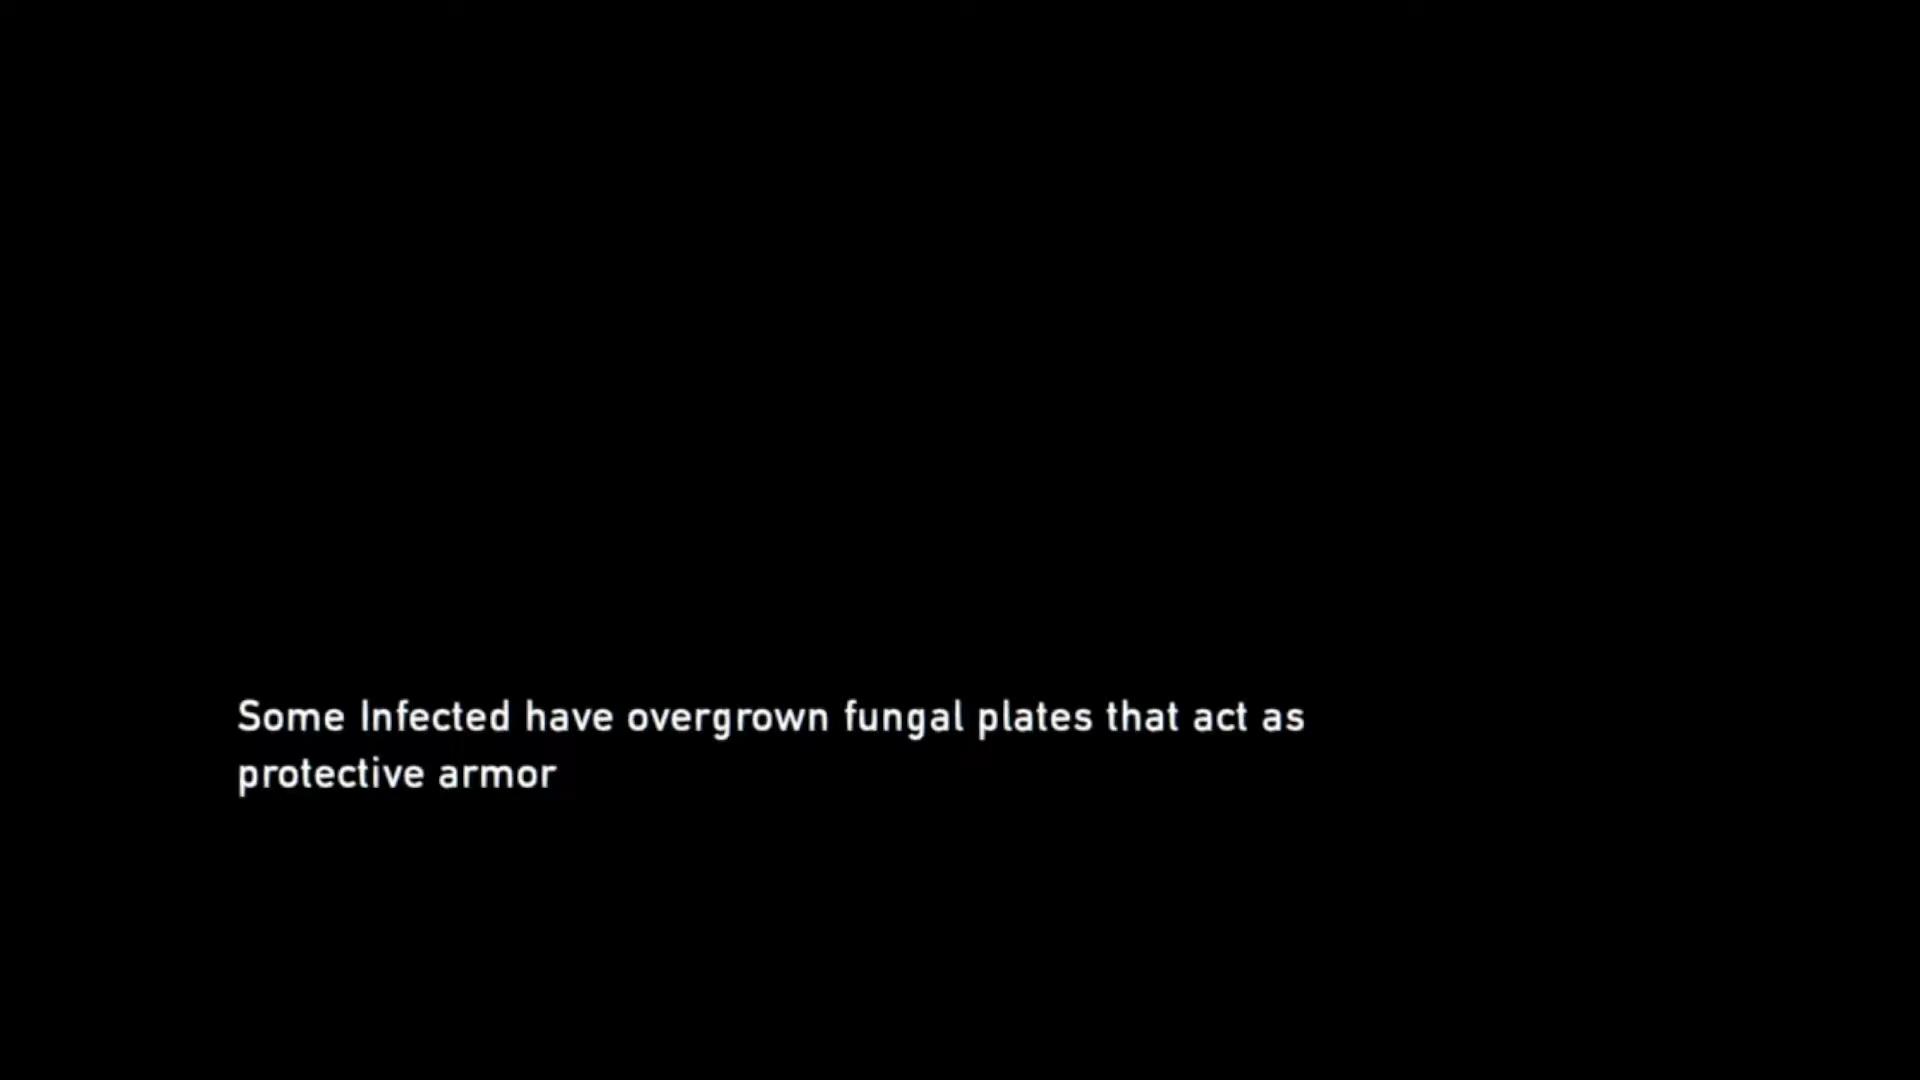 Some Infected have overgrown fungal plates that act as
protective armor